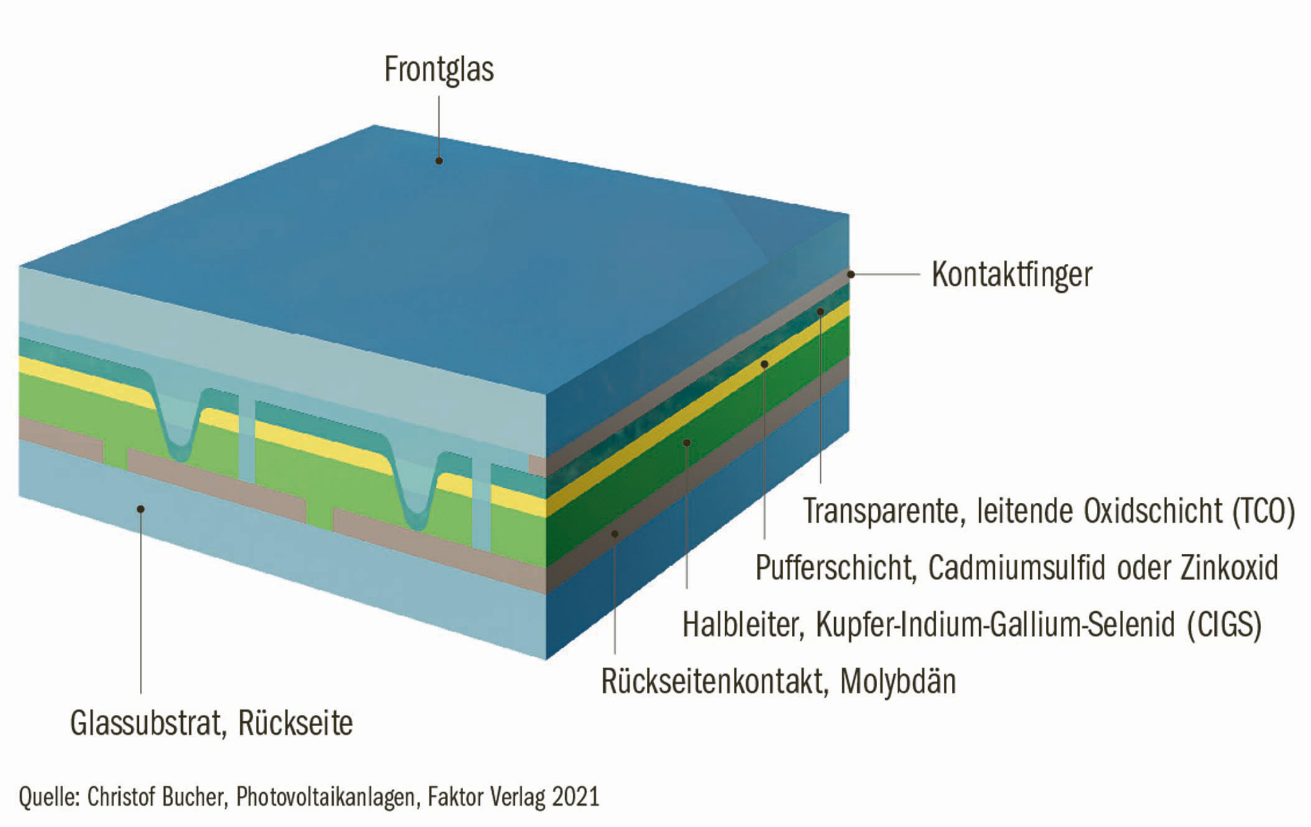 Frontglas
Kontaktfinger
Transparente, leitende Oxidschicht (TCO)
Pufferschicht, Cadmiumsulfid oder Zinkoxid
Halbleiter, Kupfer-Indium-Gallium-Selenid (CIGS)
Rückseitenkontakt, Molybdän
Glassubstrat, Rückseite
Quelle: Christof Bucher, Photovoltaikanlagen, Faktor Verlag 2021